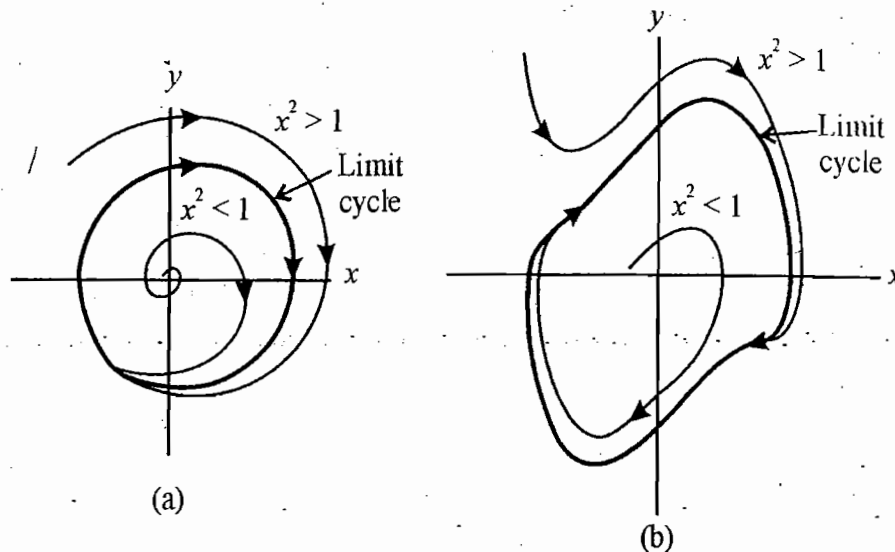 y
x² > 1
Limit
cycle
x² < 1
x
(a)
y
x² > 1
Limit
cycle
x² < 1
x
(b)